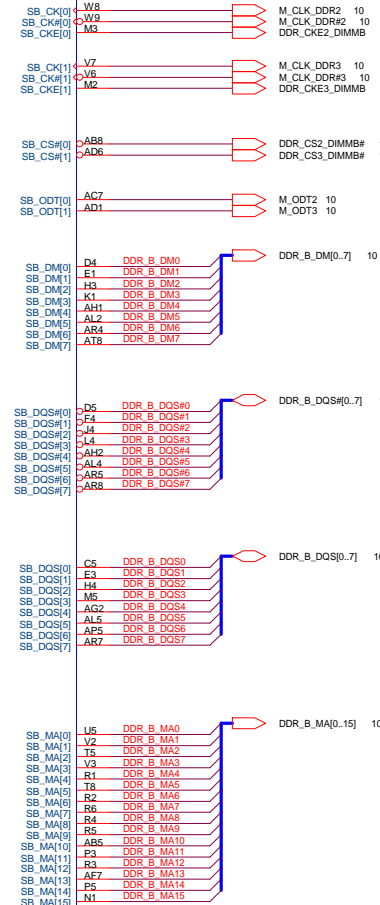 SB_CK[0] W8 M_CLK_DDR2 10
SB_CK#[0] W9 M_CLK_DDR#2 10
SB_CKE[0] M3 DDR_CKE2_DIMMB
SB_CK[1] V7 M_CLK_DDR3 10
SB_CK#[1] V6 M_CLK_DDR#3 10
SB_CKE[1] M2 DDR_CKE3_DIMMB
SB_CS#[0] AB8 DDR_CS2_DIMMB#
SB_CS#[1] AD6 DDR_CS3_DIMMB#
SB_ODT[0] AC7 M_ODT2 10
SB_ODT[1] AD1 M_ODT3 10
DDR_B_DM[0..7] 10
SB_DM[0] D4 DDR_B_DM0
SB_DM[1] E1 DDR_B_DM1
SB_DM[2] H3 DDR_B_DM2
SB_DM[3] K1 DDR_B_DM3
SB_DM[4] AH1 DDR_B_DM4
SB_DM[5] AL2 DDR_B_DM5
SB_DM[6] AR4 DDR_B_DM6
SB_DM[7] AT8 DDR_B_DM7
DDR_B_DQS#[0..7]
SB_DQS#[0] D5 DDR_B_DQS#0
SB_DQS#[1] F4 DDR_B_DQS#1
SB_DQS#[2] J4 DDR_B_DQS#2
SB_DQS#[3] L4 DDR_B_DQS#3
SB_DQS#[4] AH2 DDR_B_DQS#4
SB_DQS#[5] AL4 DDR_B_DQS#5
SB_DQS#[6] AR5 DDR_B_DQS#6
SB_DQS#[7] AR8 DDR_B_DQS#7
DDR_B_DQS[0..7] 10
SB_DQS[0] C5 DDR_B_DQS0
SB_DQS[1] E3 DDR_B_DQS1
SB_DQS[2] H4 DDR_B_DQS2
SB_DQS[3] M5 DDR_B_DQS3
SB_DQS[4] AG2 DDR_B_DQS4
SB_DQS[5] AL5 DDR_B_DQS5
SB_DQS[6] AP5 DDR_B_DQS6
SB_DQS[7] AR7 DDR_B_DQS7
DDR_B_MA[0..15] 10
SB_MA[0] U5 DDR_B_MA0
SB_MA[1] V2 DDR_B_MA1
SB_MA[2] T5 DDR_B_MA2
SB_MA[3] V3 DDR_B_MA3
SB_MA[4] R1 DDR_B_MA4
SB_MA[5] T8 DDR_B_MA5
SB_MA[6] R2 DDR_B_MA6
SB_MA[7] R6 DDR_B_MA7
SB_MA[8] R4 DDR_B_MA8
SB_MA[9] R5 DDR_B_MA9
SB_MA[10] AB5 DDR_B_MA10
SB_MA[11] P3 DDR_B_MA11
SB_MA[12] R3 DDR_B_MA12
SB_MA[13] AF7 DDR_B_MA13
SB_MA[14] P5 DDR_B_MA14
SB_MA[15] N1 DDR_B_MA15